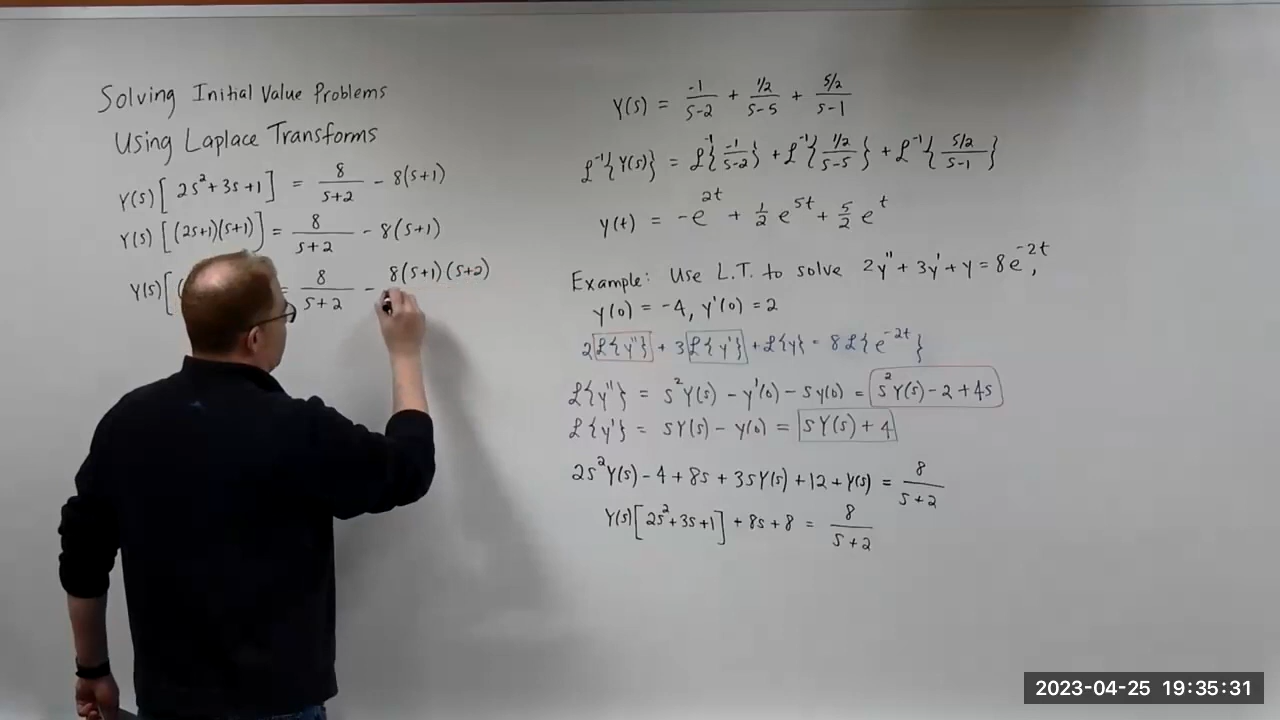 Solving Initial Value Problems
Using Laplace Transforms
Y(s) [ 2s² + 3s + 1 ] = 8/(s+2) - 8(s+1)
Y(s) [(2s+1)(s+1)] = 8/(s+2) - 8(s+1)
Y(s)[( = 8/(s+2) - 8(s+1)(s+2)
Y(s) = -1/(s-2) + 1/2/(s-5) + 5/2/(s-1)
ℒ⁻¹{Y(s)} = ℒ⁻¹{-1/(s-2)} + ℒ⁻¹{1/2/(s-5)} + ℒ⁻¹{5/2/(s-1)}
y(t) = -e^2t + 1/2 e^5t + 5/2 e^t
Example: Use L.T. to solve 2y'' + 3y' + y = 8e^-2t,
y(0) = -4, y'(0) = 2
2ℒ{y''} + 3ℒ{y'} + ℒ{y} = 8ℒ{e^-2t}
ℒ{y''} = s²Y(s) - y'(0) - sy(0) = s²Y(s) - 2 + 4s
ℒ{y'} = sY(s) - y(0) = sY(s) + 4
2s²Y(s) - 4 + 8s + 3sY(s) + 12 + Y(s) = 8/(s+2)
Y(s)[2s² + 3s + 1] + 8s + 8 = 8/(s+2)
2023-04-25 19:35:31